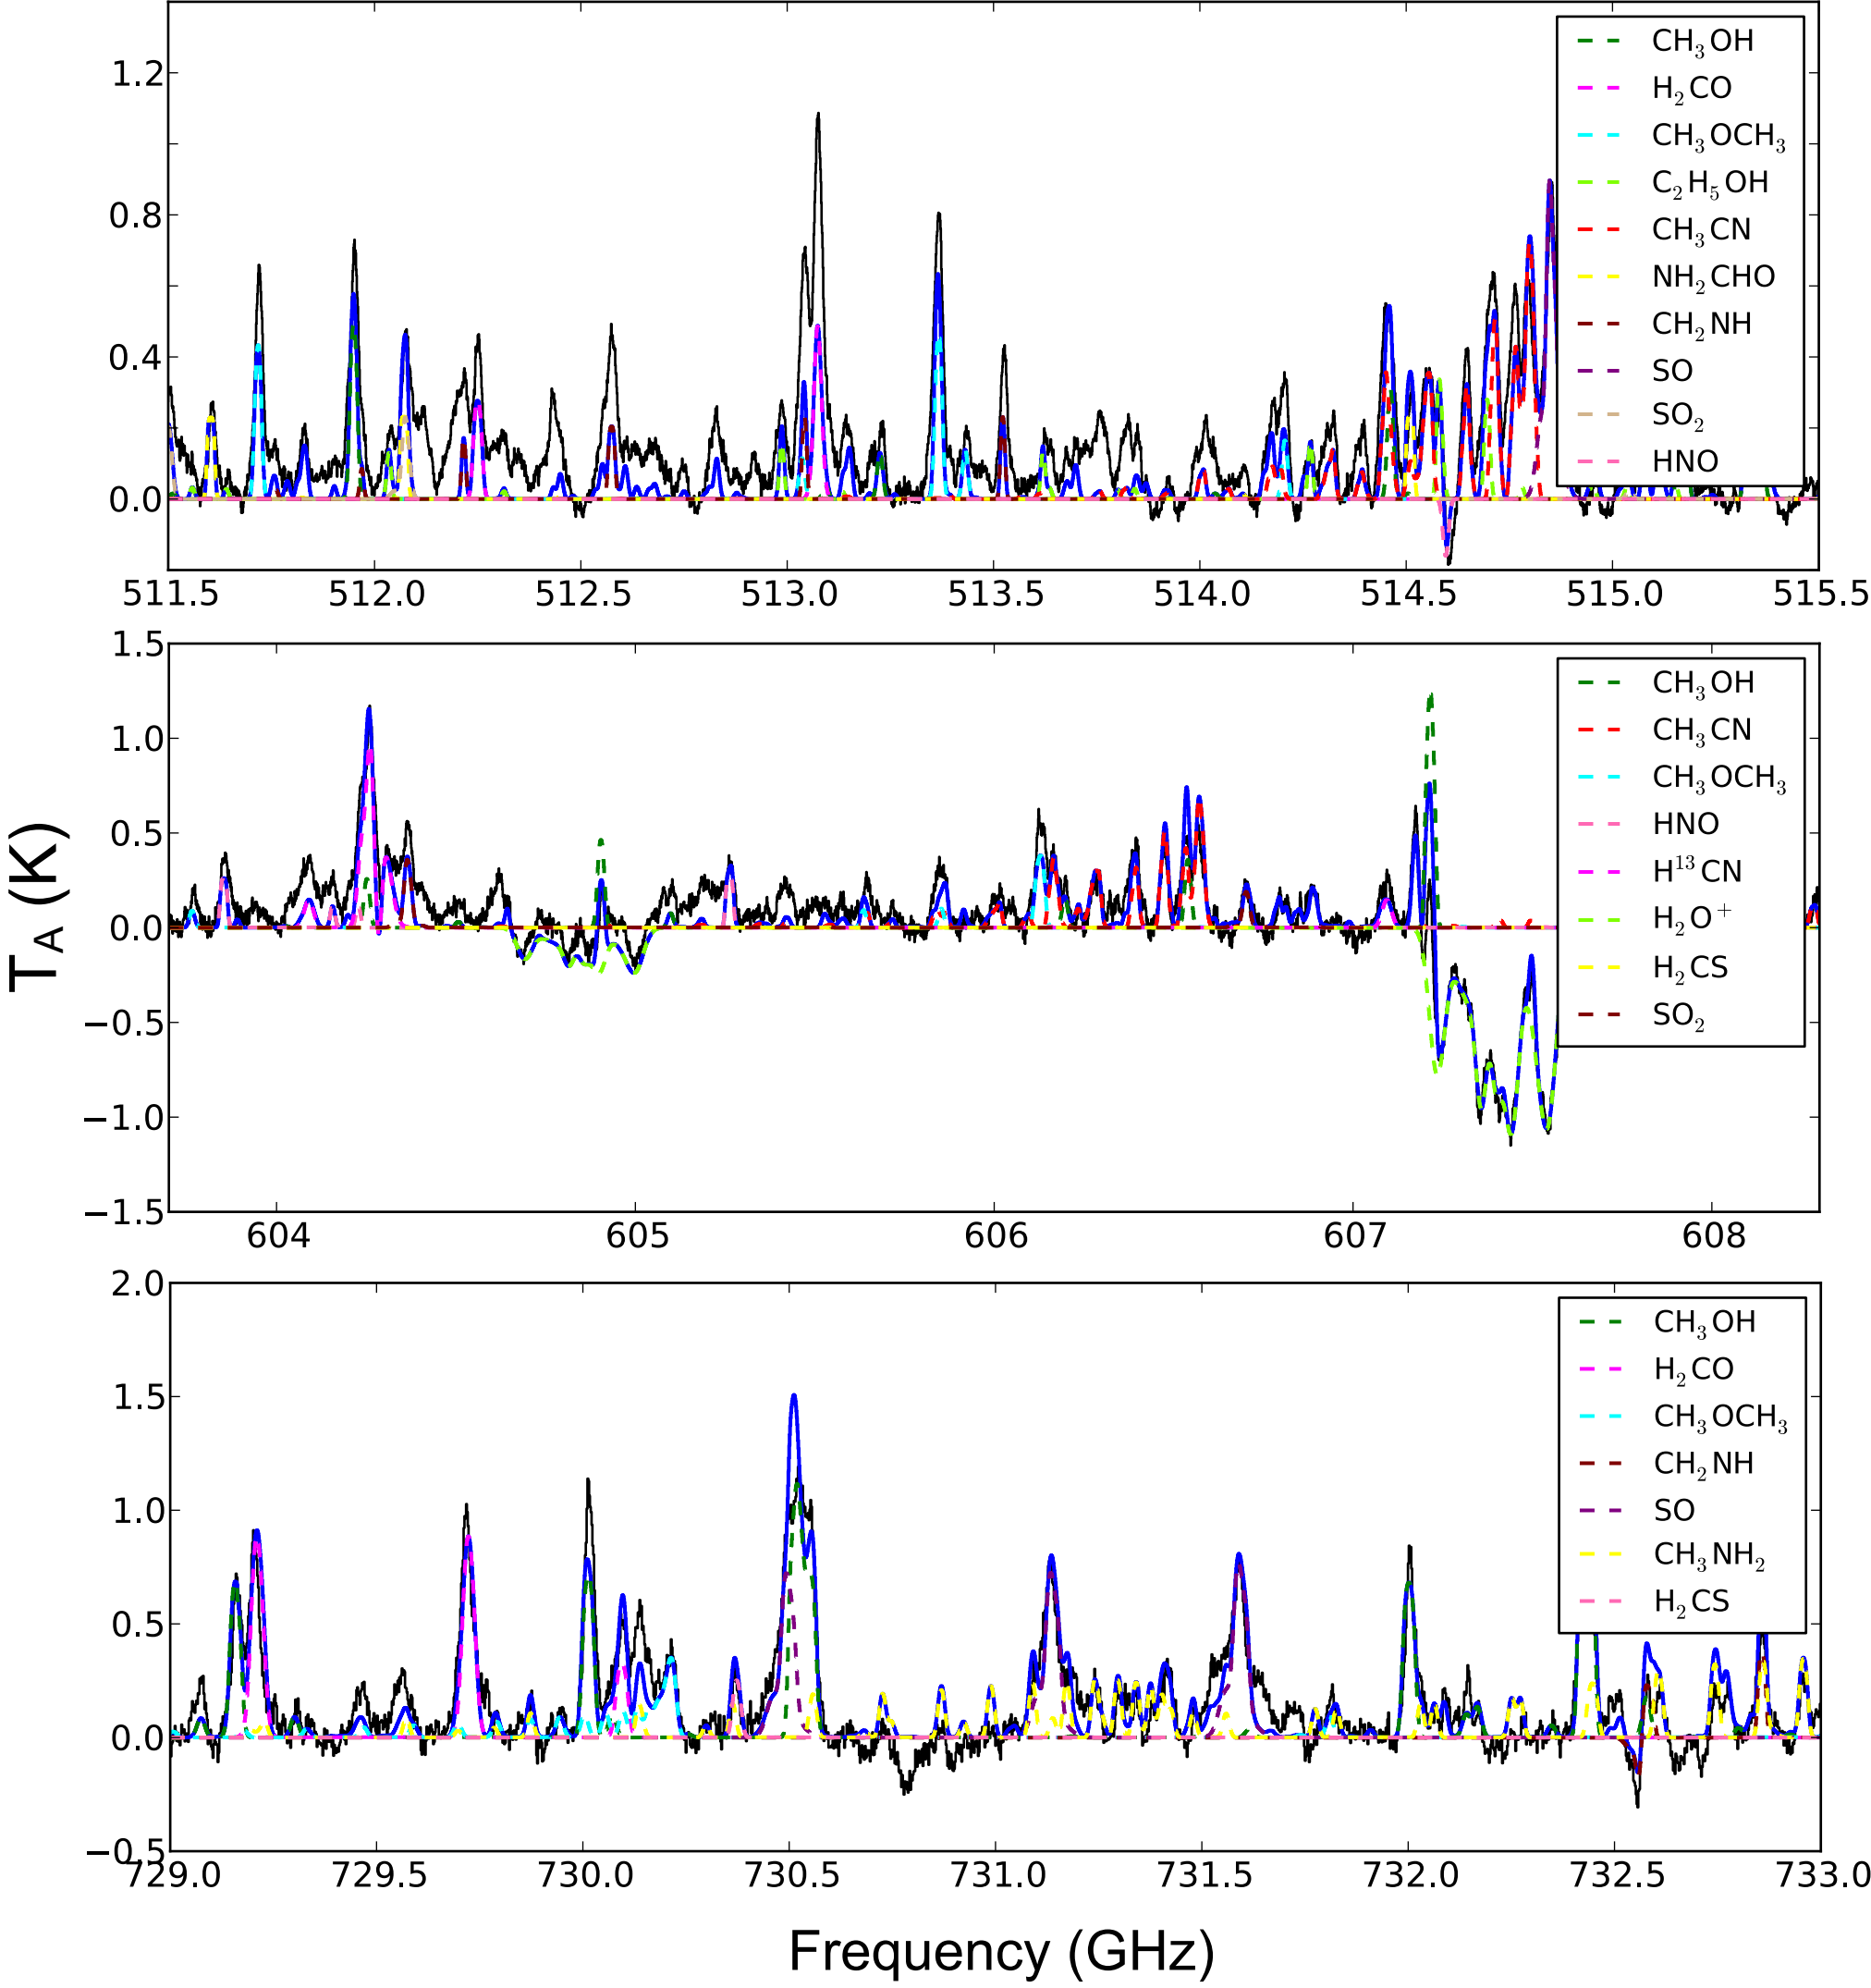 1.2
0.8
0.4
0.0
CH₃OH
H₂CO
CH₃OCH₃
C₂H₅OH
CH₃CN
NH₂CHO
CH₂NH
SO
SO₂
HNO
511.5 512.0 512.5 513.0 513.5 514.0 514.5 515.0 515.5
T_A (K)
1.5
1.0
0.5
0.0
−0.5
−1.0
−1.5
CH₃OH
CH₃CN
CH₃OCH₃
HNO
H¹³CN
H₂O⁺
H₂CS
SO₂
604 605 606 607 608
2.0
1.5
1.0
0.5
0.0
−0.5
CH₃OH
H₂CO
CH₃OCH₃
CH₂NH
SO
CH₃NH₂
H₂CS
729.0 729.5 730.0 730.5 731.0 731.5 732.0 732.5 733.0
Frequency (GHz)